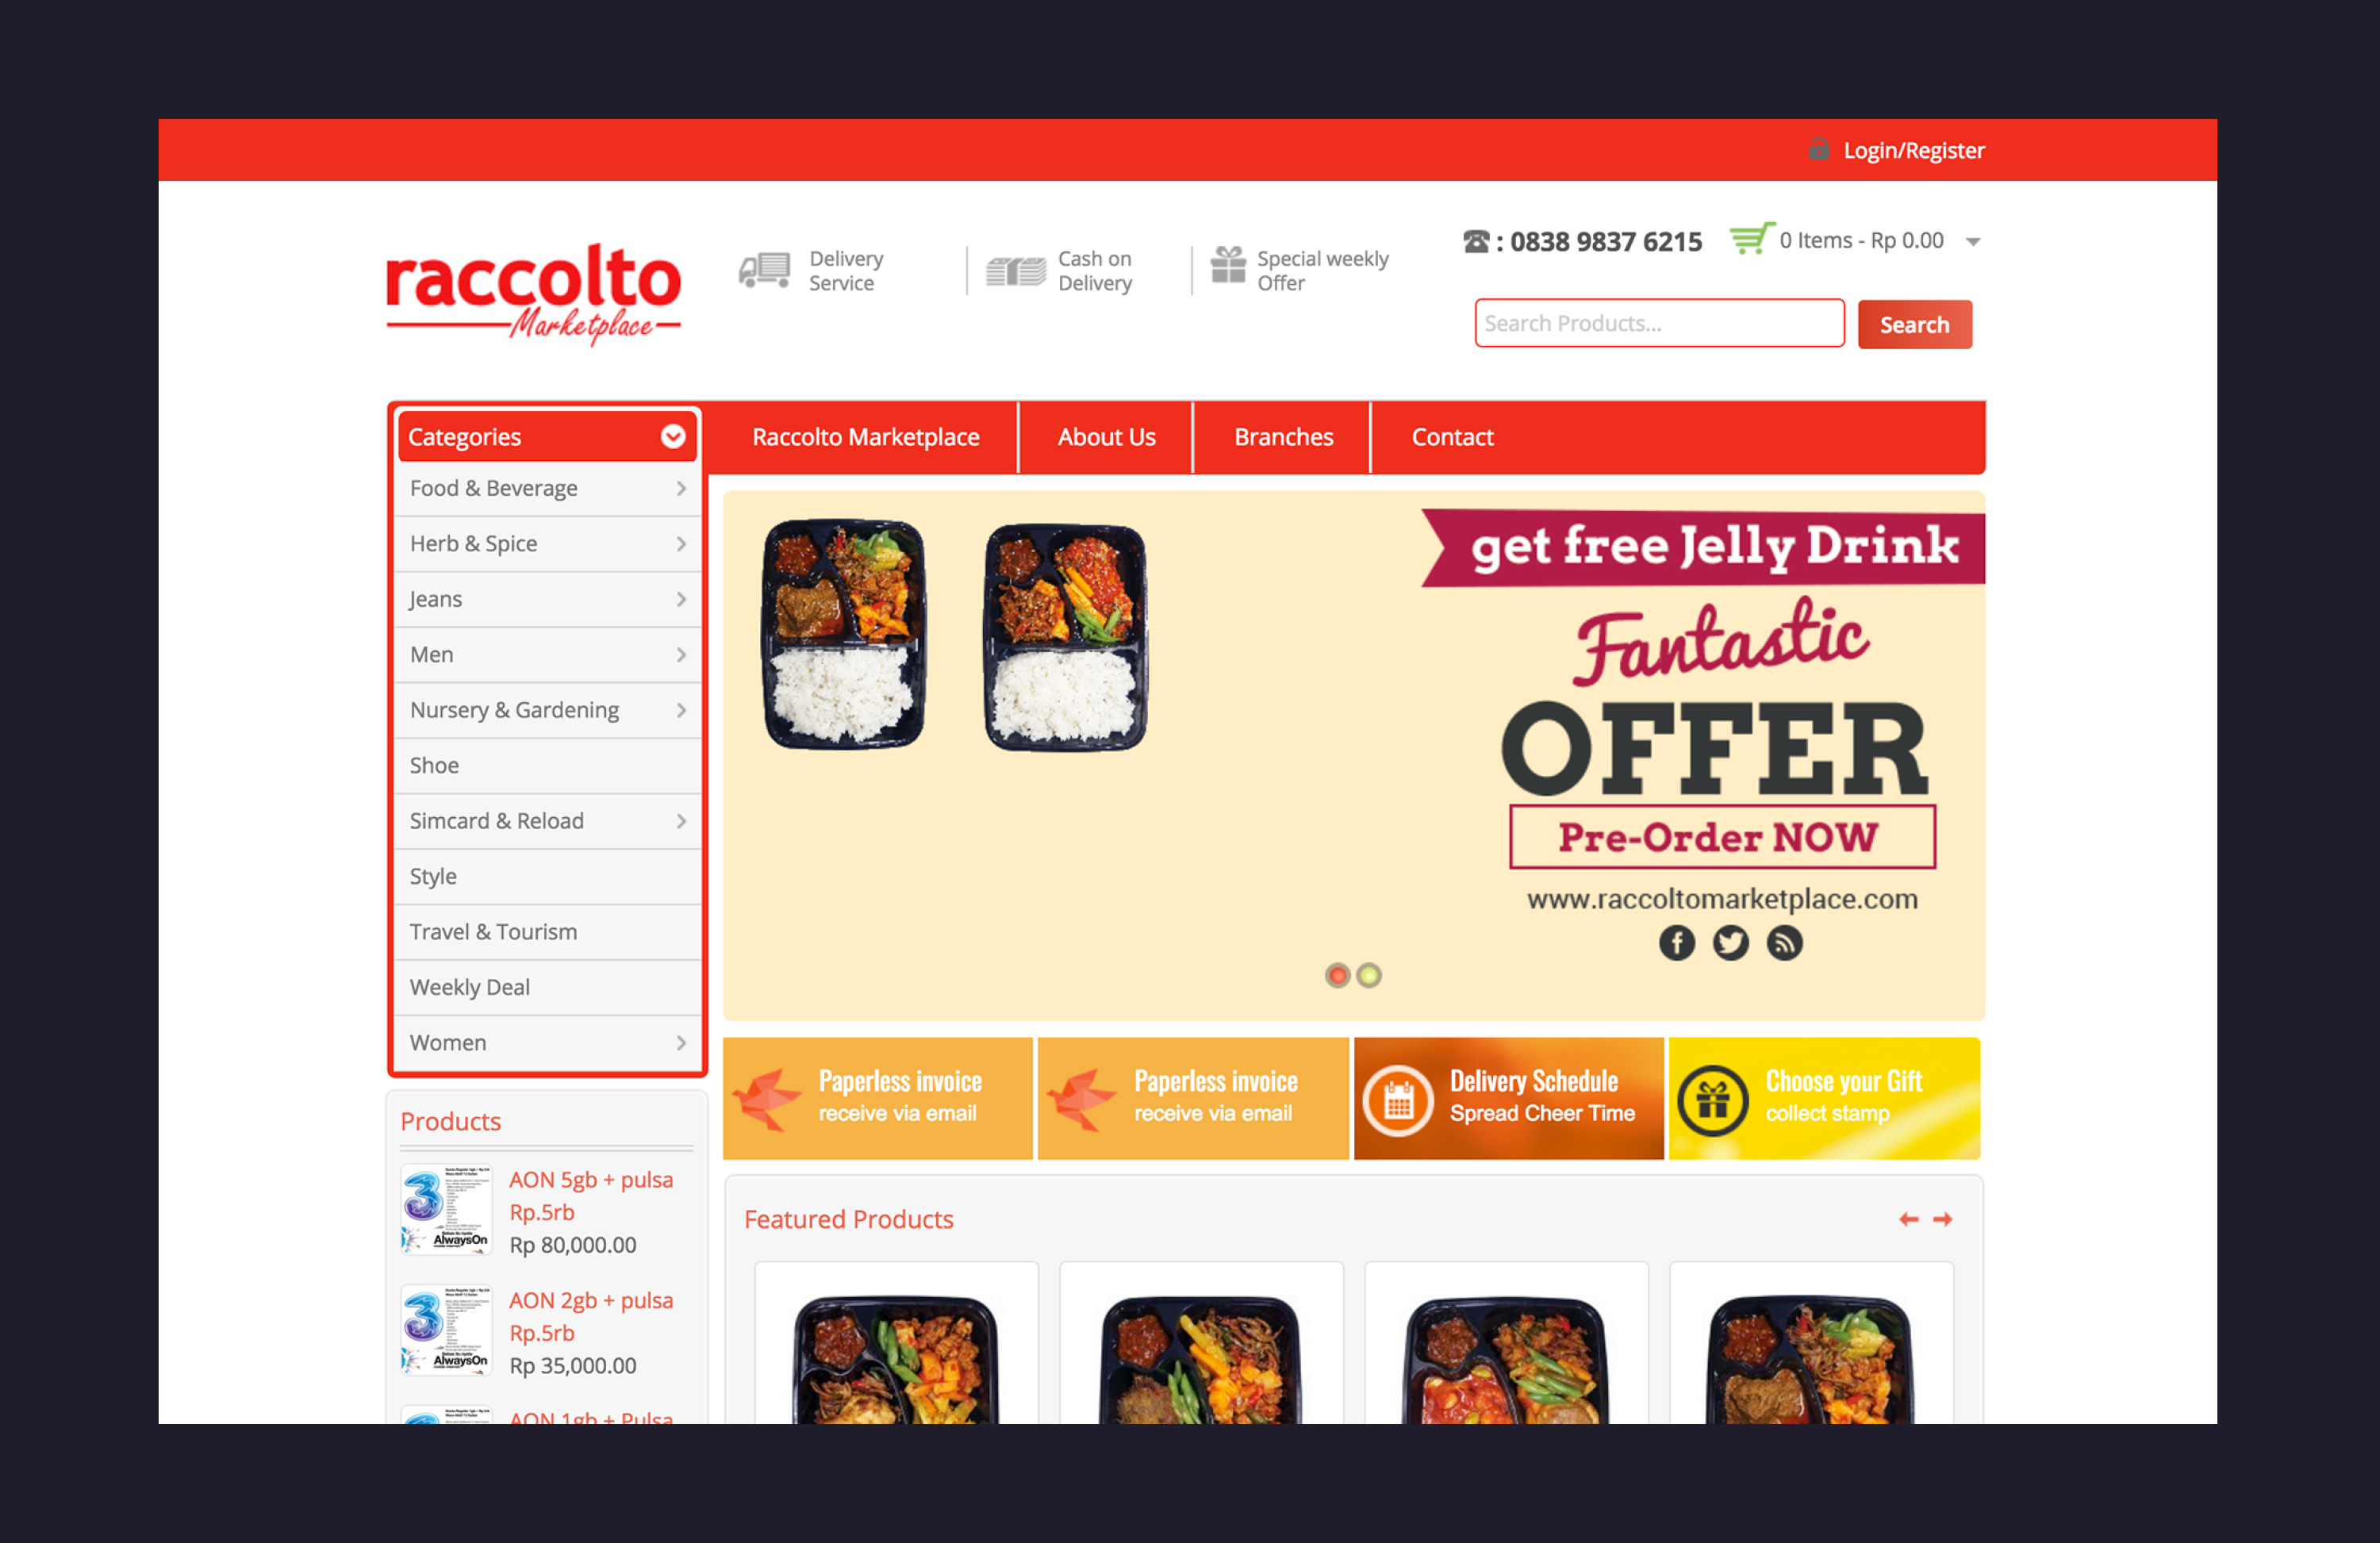 Login/Register
raccolto
Marketplace
Delivery
Service
Cash on
Delivery
Special weekly
Offer
: 0838 9837 6215
0 Items - Rp 0.00
Search Products...
Search
Categories
Raccolto Marketplace
About Us
Branches
Contact
Food & Beverage
Herb & Spice
Jeans
Men
Nursery & Gardening
Shoe
Simcard & Reload
Style
Travel & Tourism
Weekly Deal
Women
get free Jelly Drink
Fantastic
OFFER
Pre-Order NOW
www.raccoltomarketplace.com
Paperless invoice
receive via email
Paperless invoice
receive via email
Delivery Schedule
Spread Cheer Time
Choose your Gift
collect stamp
Products
3
AlwaysOn
AON 5gb + pulsa
Rp.5rb
Rp 80,000.00
3
AlwaysOn
AON 2gb + pulsa
Rp.5rb
Rp 35,000.00
AON 1gb + Pulsa
Featured Products